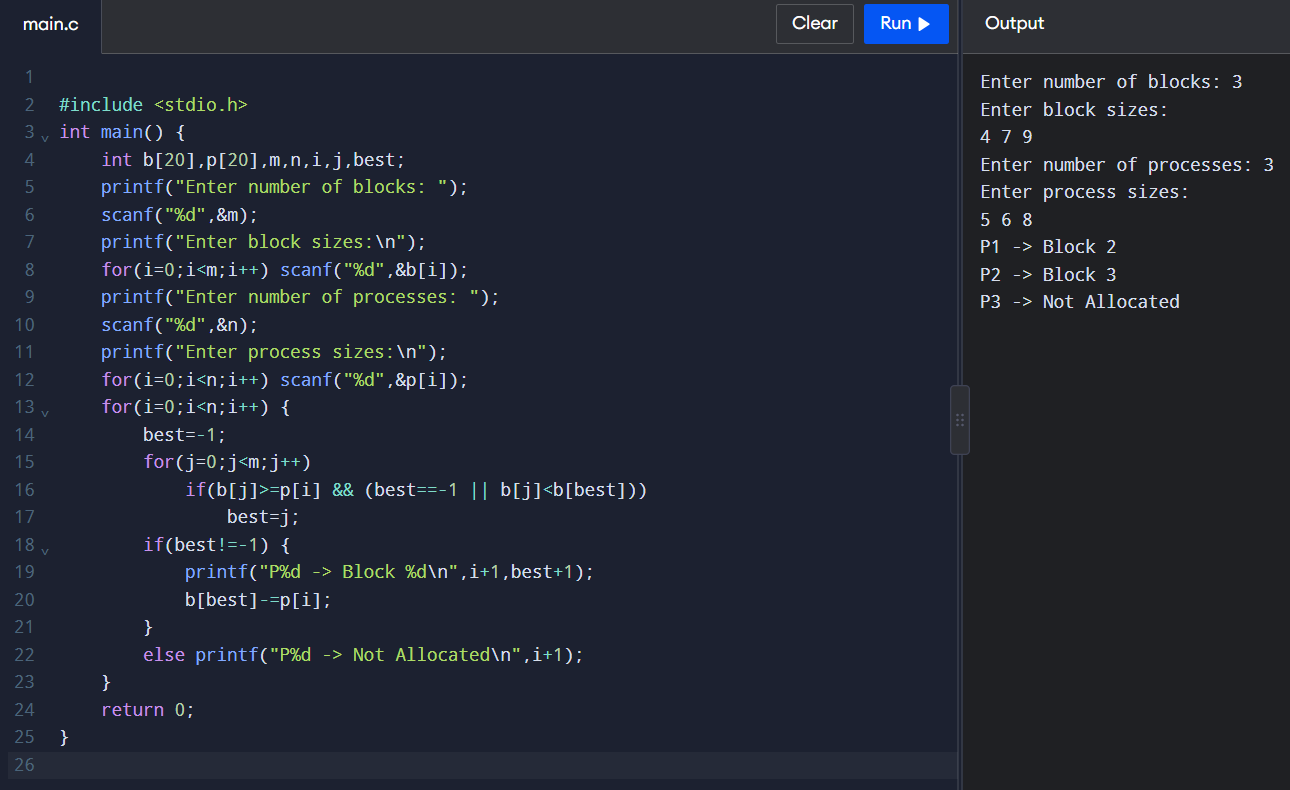 main.c Clear Run Output
1
2 #include <stdio.h>
3 int main() {
4     int b[20],p[20],m,n,i,j,best;
5     printf("Enter number of blocks: ");
6     scanf("%d",&m);
7     printf("Enter block sizes:\n");
8     for(i=0;i<m;i++) scanf("%d",&b[i]);
9     printf("Enter number of processes: ");
10     scanf("%d",&n);
11     printf("Enter process sizes:\n");
12     for(i=0;i<n;i++) scanf("%d",&p[i]);
13     for(i=0;i<n;i++) {
14         best=-1;
15         for(j=0;j<m;j++)
16             if(b[j]>=p[i] && (best==-1 || b[j]<b[best]))
17                 best=j;
18         if(best!=-1) {
19             printf("P%d -> Block %d\n",i+1,best+1);
20             b[best]-=p[i];
21         }
22         else printf("P%d -> Not Allocated\n",i+1);
23     }
24     return 0;
25 }
26
Enter number of blocks: 3
Enter block sizes:
4 7 9
Enter number of processes: 3
Enter process sizes:
5 6 8
P1 -> Block 2
P2 -> Block 3
P3 -> Not Allocated